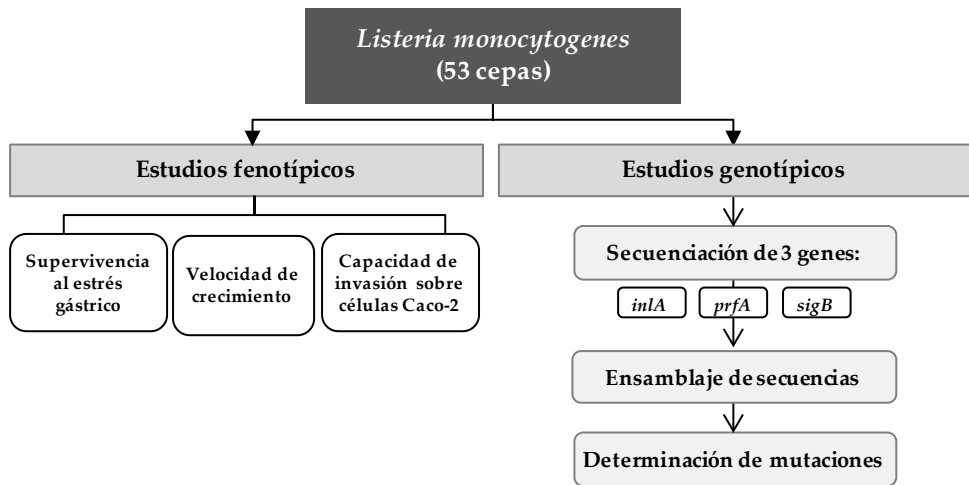 Listeria monocytogenes
(53 cepas)
Estudios fenotípicos
Estudios genotípicos
Supervivencia
al estrés
gástrico
Velocidad de
crecimiento
Capacidad de
invasión sobre
células Caco-2
Secuenciación de 3 genes:
inlA
prfA
sigB
Ensamblaje de secuencias
Determinación de mutaciones